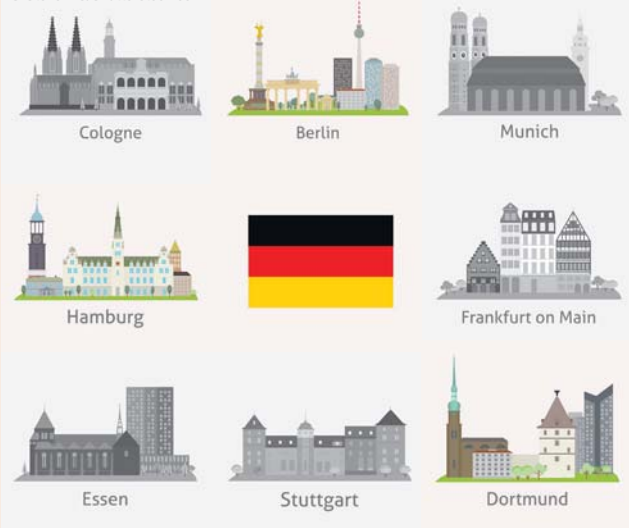 Cologne
Berlin
Munich
Hamburg
Frankfurt on Main
Essen
Stuttgart
Dortmund